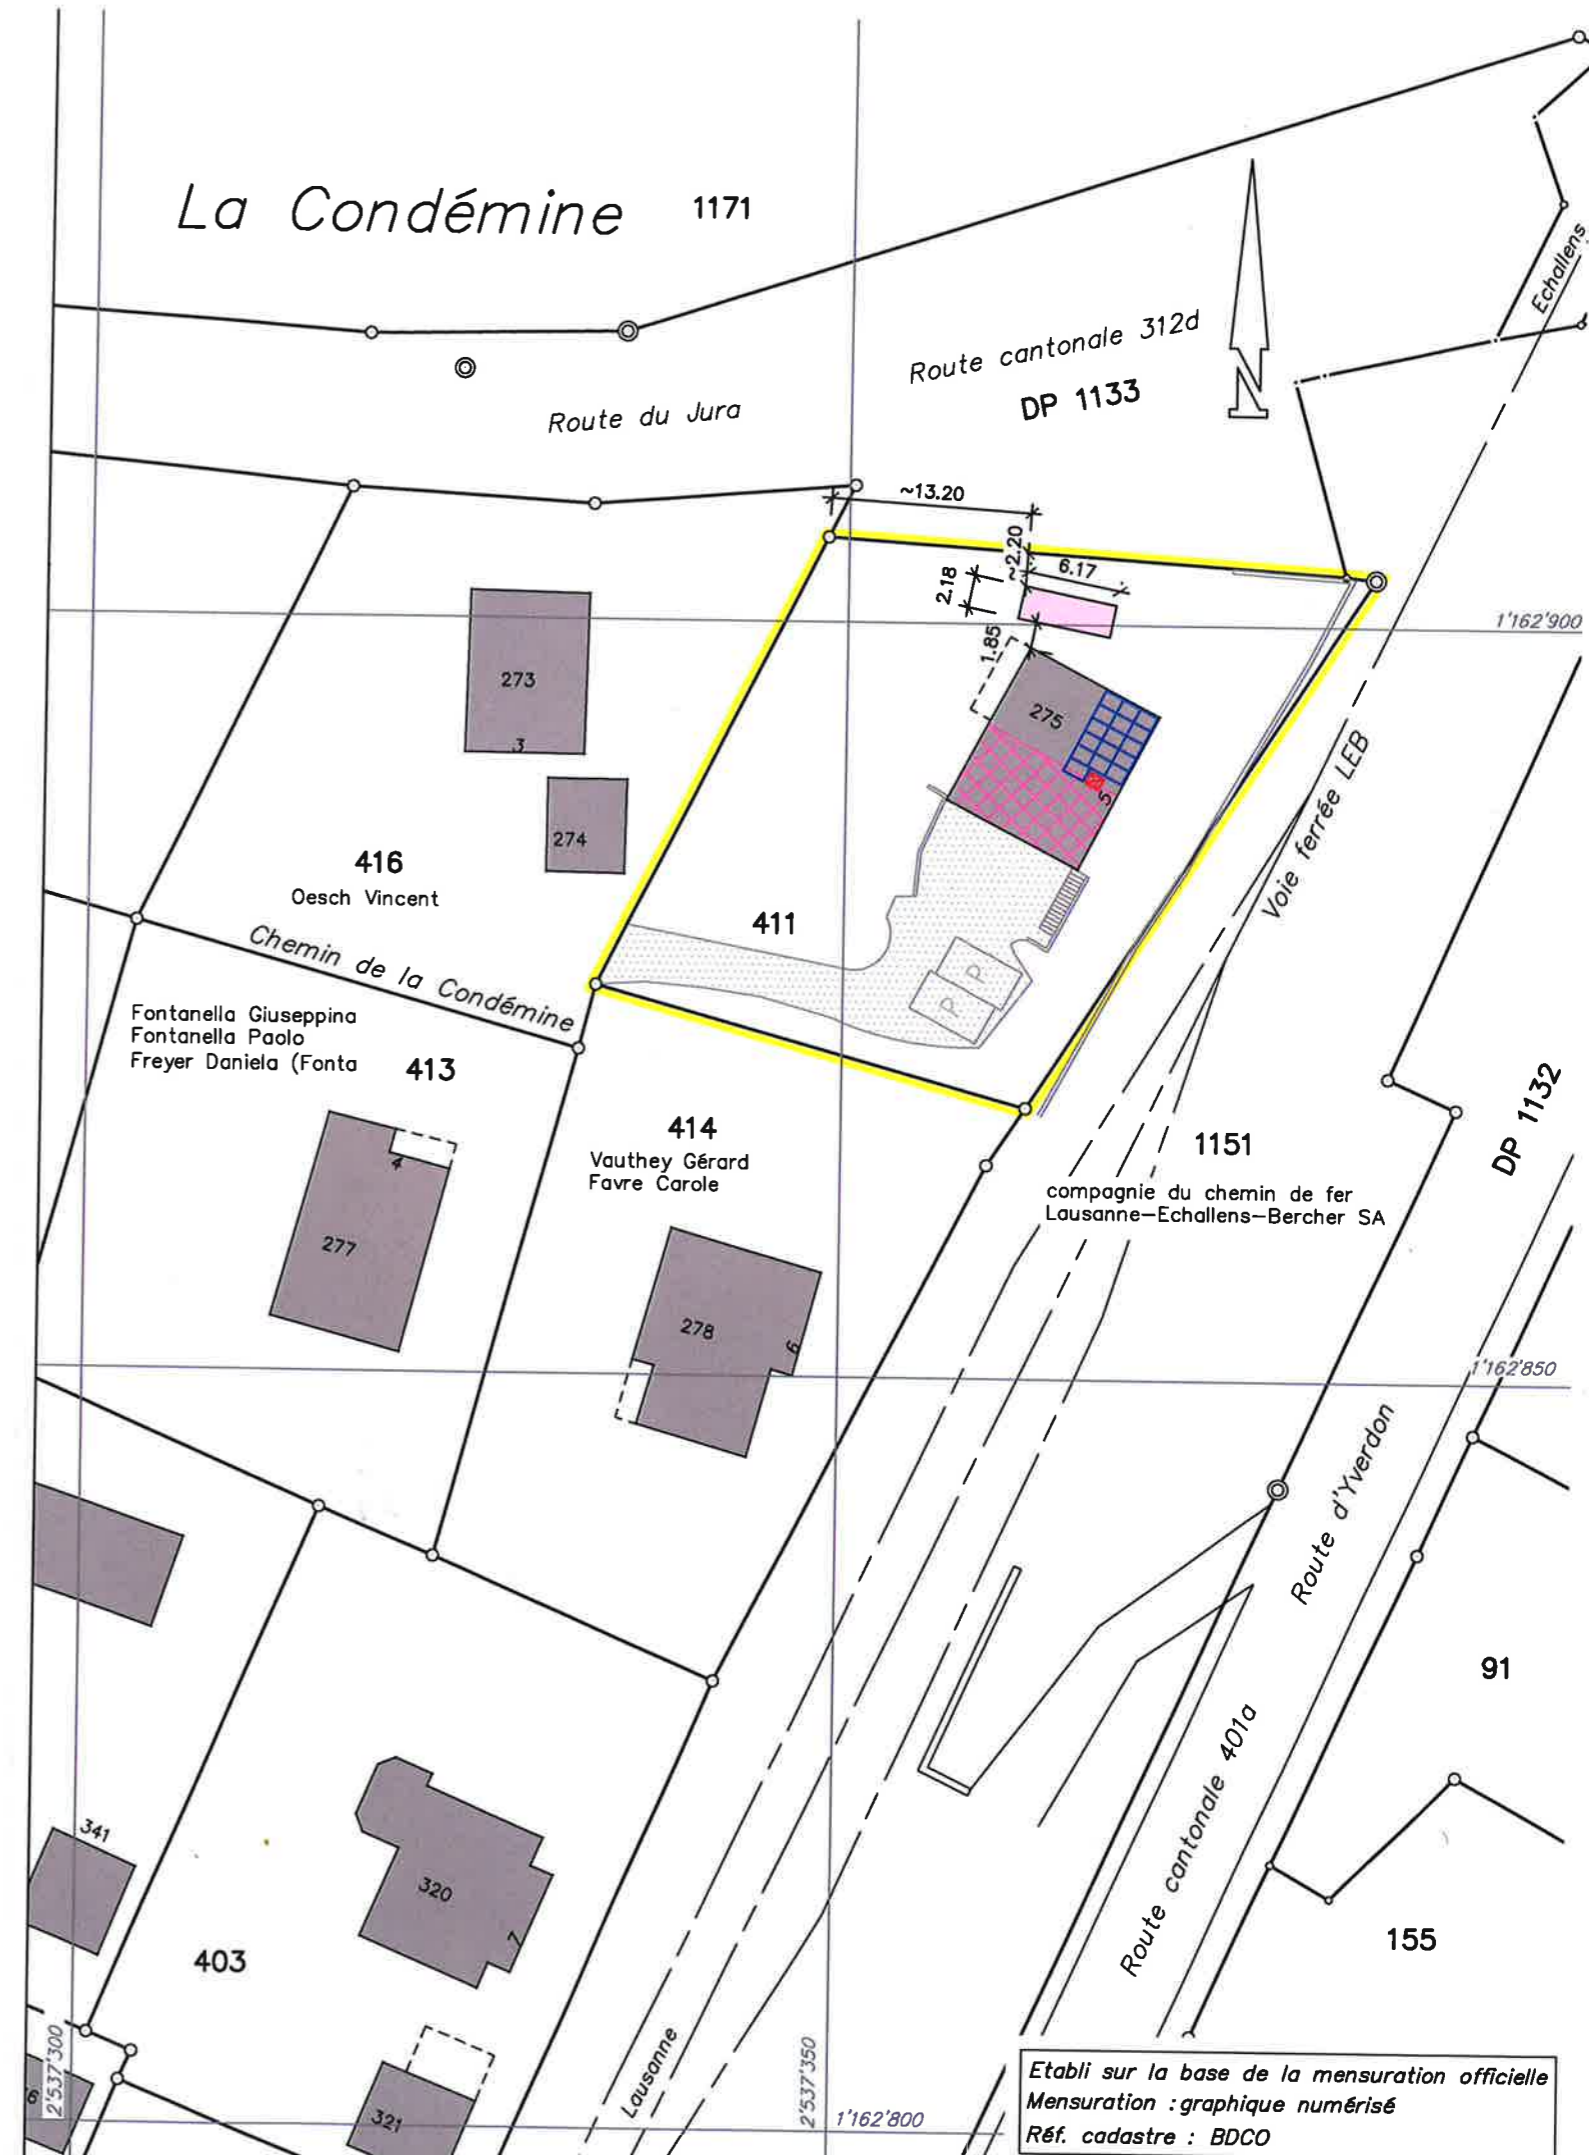 La Condémine 1171
Echallens
Route cantonale 312d
DP 1133
N
Route du Jura
~13.20
~2.20
6.17
2.18
1'162'900
1.85
273
275
3
5
274
Voie ferrée LEB
416
Oesch Vincent
411
Chemin de la Condémine
P
P
Fontanella Giuseppina
Fontanella Paolo
Freyer Daniela (Fonta
413
DP 1132
414
Vauthey Gérard
Favre Carole
1151
compagnie du chemin de fer
Lausanne-Echallens-Bercher SA
4
277
278
6
1'162'850
Route d'Yverdon
91
Route cantonale 401a
341
320
7
155
403
2'537'300
Lausanne
2'537'350
6
321
1'162'800
Etabli sur la base de la mensuration officielle
Mensuration : graphique numérisé
Réf. cadastre : BDCO